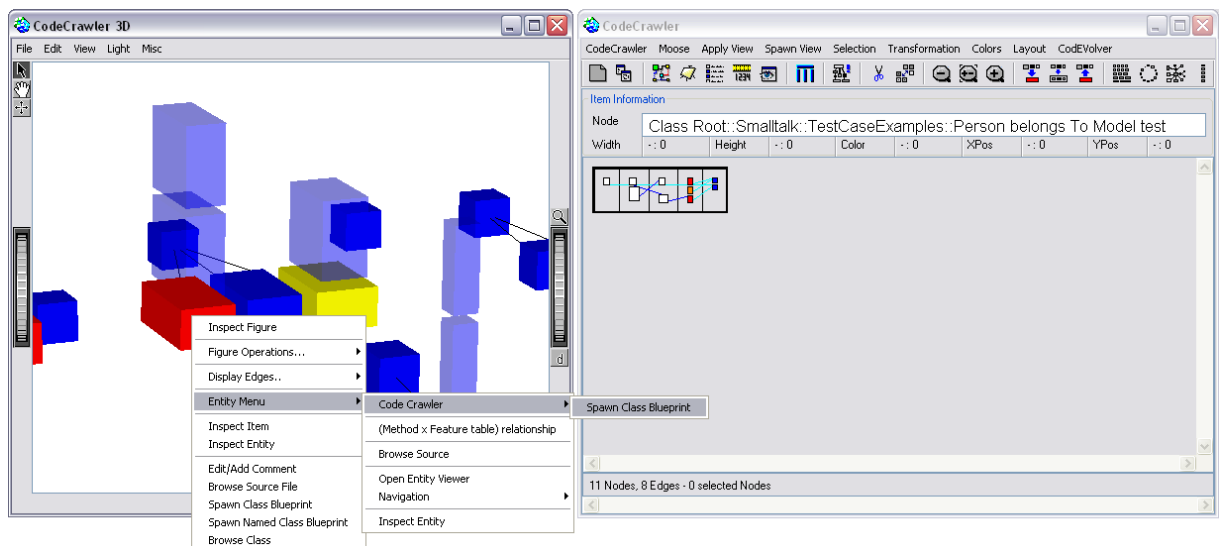 CodeCrawler 3D
File Edit View Light Misc
d
Inspect Figure
Figure Operations...
Display Edges..
Entity Menu
Inspect Item
Inspect Entity
Edit/Add Comment
Browse Source File
Spawn Class Blueprint
Spawn Named Class Blueprint
Browse Class
Code Crawler
(Method x Feature table) relationship
Browse Source
Open Entity Viewer
Navigation
Inspect Entity
Spawn Class Blueprint
CodeCrawler
CodeCrawler Moose Apply View Spawn View Selection Transformation Colors Layout CodEVolver
1234
Item Information
Node Class Root::Smalltalk::TestCaseExamples::Person belongs To Model test
Width -: 0 Height -: 0 Color -: 0 XPos -: 0 YPos -: 0
11 Nodes, 8 Edges - 0 selected Nodes